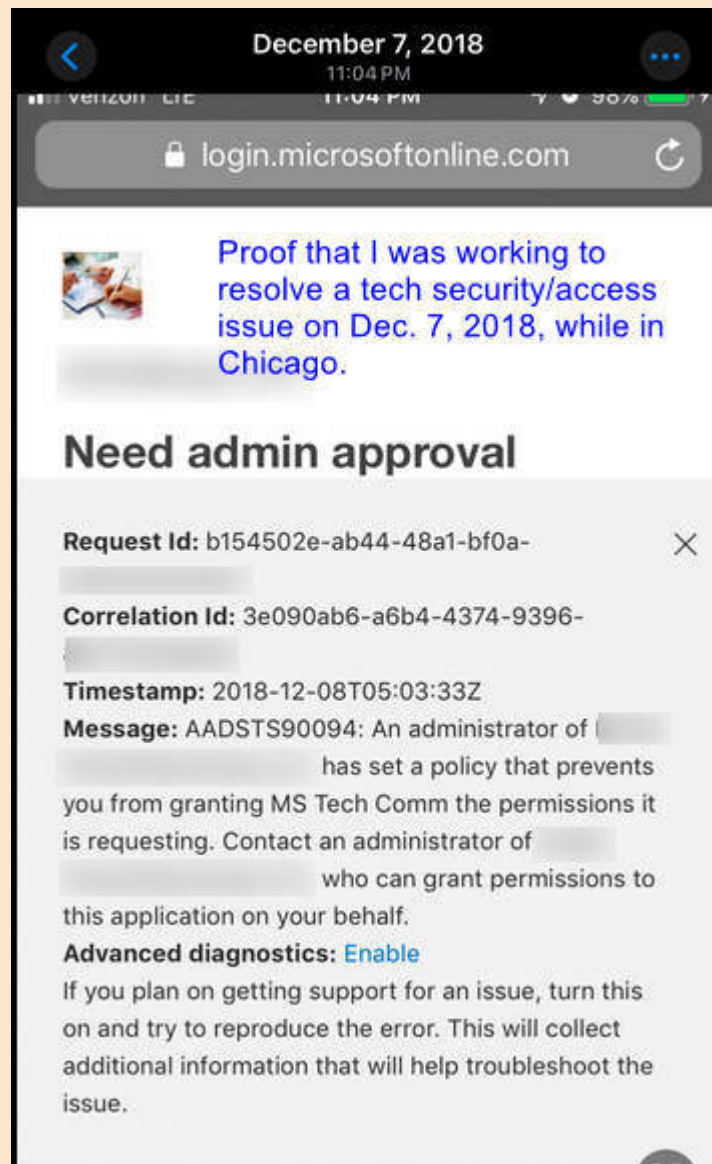 December 7, 2018
11:04 PM
Verizon LTE 11:04 PM 98%
login.microsoftonline.com
Proof that I was working to
resolve a tech security/access
issue on Dec. 7, 2018, while in
Chicago.
Need admin approval
Request Id: b154502e-ab44-48a1-bf0a-
Correlation Id: 3e090ab6-a6b4-4374-9396-
Timestamp: 2018-12-08T05:03:33Z
Message: AADSTS90094: An administrator of
has set a policy that prevents
you from granting MS Tech Comm the permissions it
is requesting. Contact an administrator of
who can grant permissions to
this application on your behalf.
Advanced diagnostics: Enable
If you plan on getting support for an issue, turn this
on and try to reproduce the error. This will collect
additional information that will help troubleshoot the
issue.